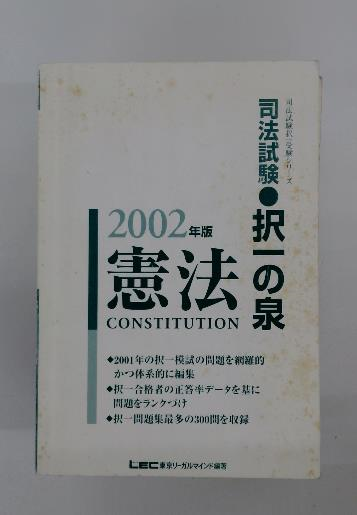 司法試験択一受験シリーズ
司法試験●択一の泉
2002年版
憲法
CONSTITUTION
◆2001年の択一模試の問題を網羅的
かつ体系的に編集
◆択一合格者の正答率データを基に
問題をランクづけ
◆択一問題集最多の300問を収録
LEC東京リーガルマインド編著